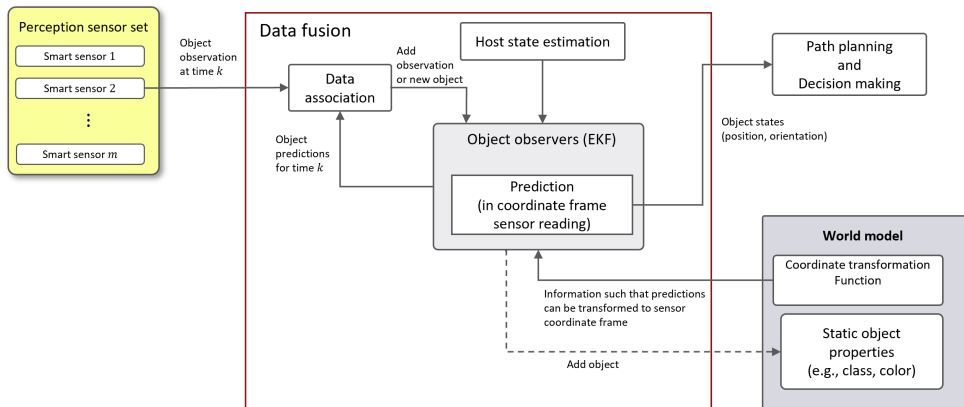 Perception sensor set
Smart sensor 1
Smart sensor 2
⋮
Smart sensor m
Object
observation
at time k
Data fusion
Host state estimation
Data
association
Add
observation
or new object
Object
predictions
for time k
Object observers (EKF)
Prediction
(in coordinate frame
sensor reading)
Path planning
and
Decision making
Object states
(position, orientation)
World model
Coordinate transformation
Function
Information such that predictions
can be transformed to sensor
coordinate frame
Static object
properties
(e.g., class, color)
Add object